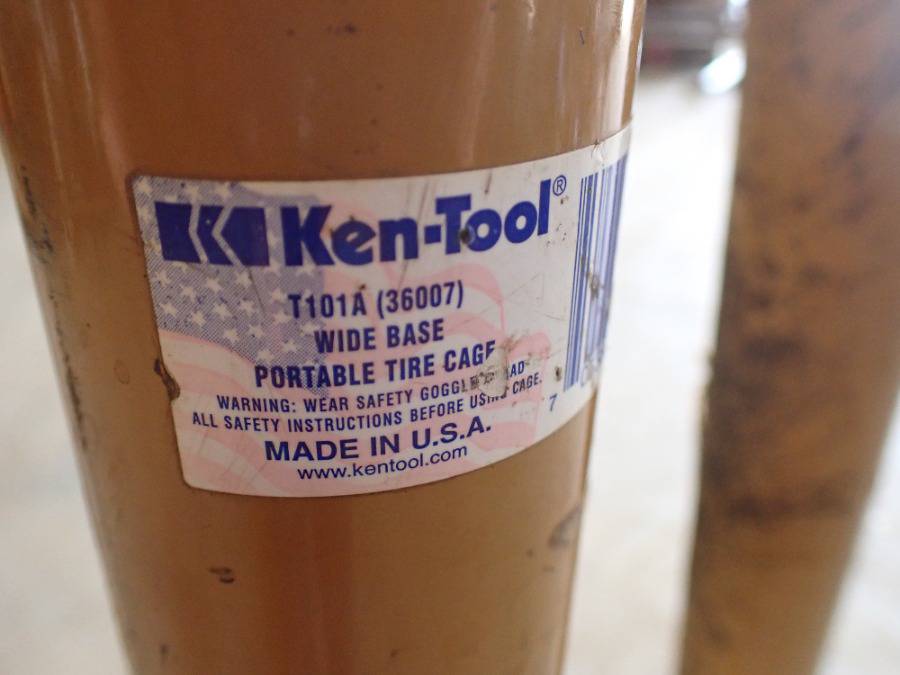 Ken-Tool®
T101A (36007)
WIDE BASE
PORTABLE TIRE CAGE
WARNING: WEAR SAFETY
ALL SAFETY INSTRUCTIONS BEFORE USING CAGE.
MADE IN U.S.A.
www.kentool.com
7